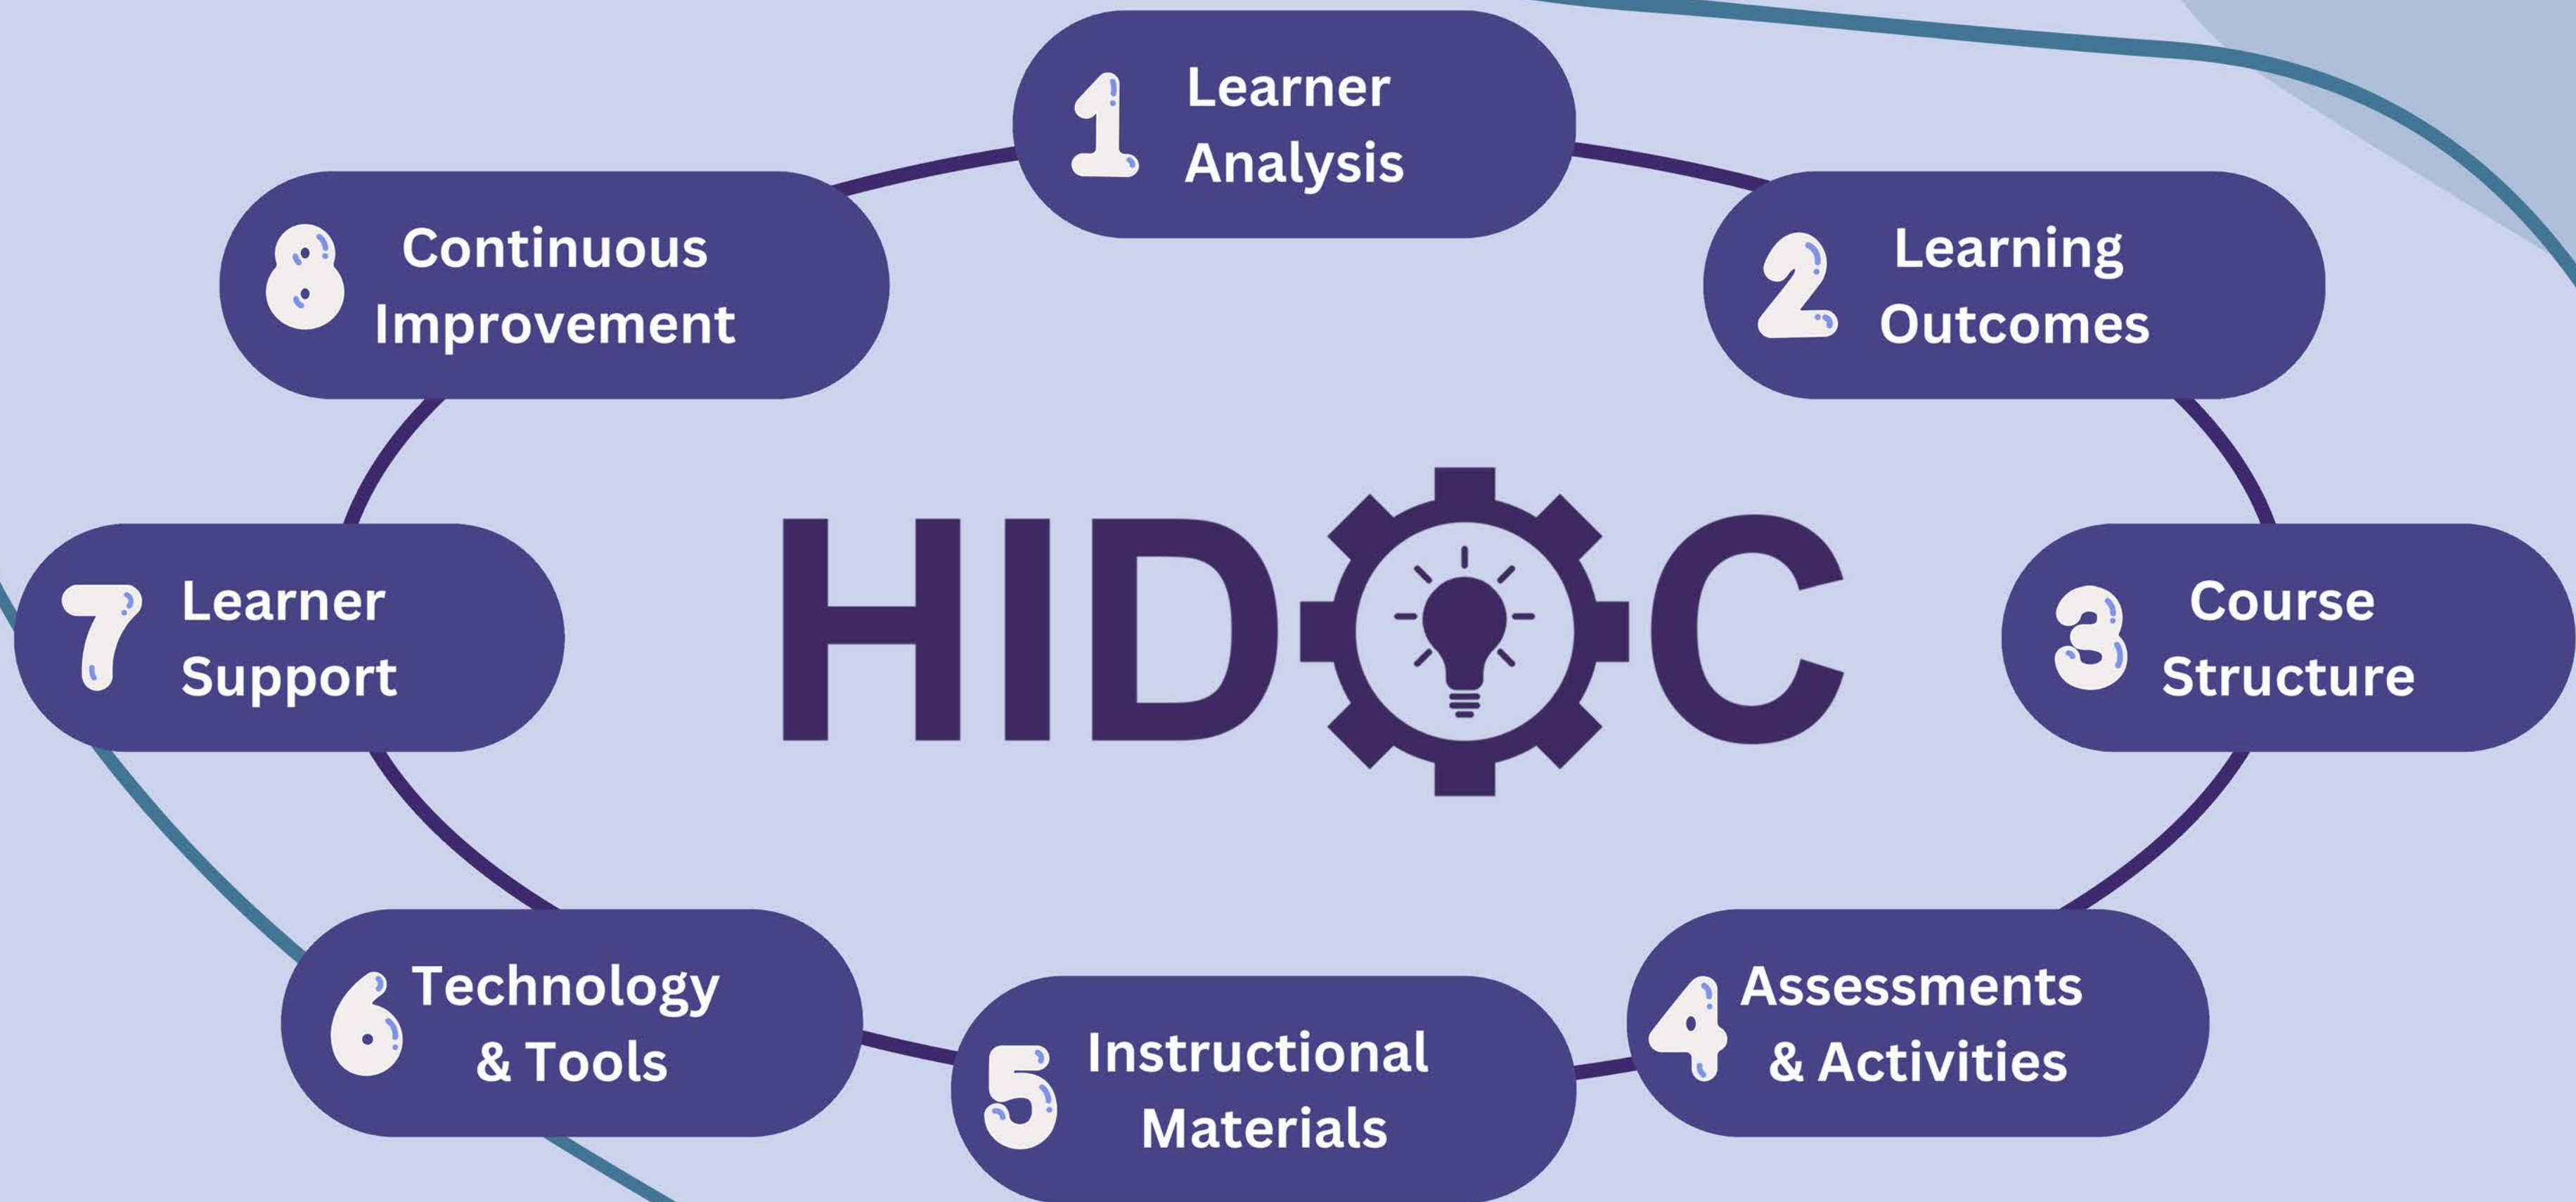 1 Learner
Analysis
2 Learning
Outcomes
3 Course
Structure
4 Assessments
& Activities
5 Instructional
Materials
6 Technology
& Tools
7 Learner
Support
8 Continuous
Improvement
HIDOC